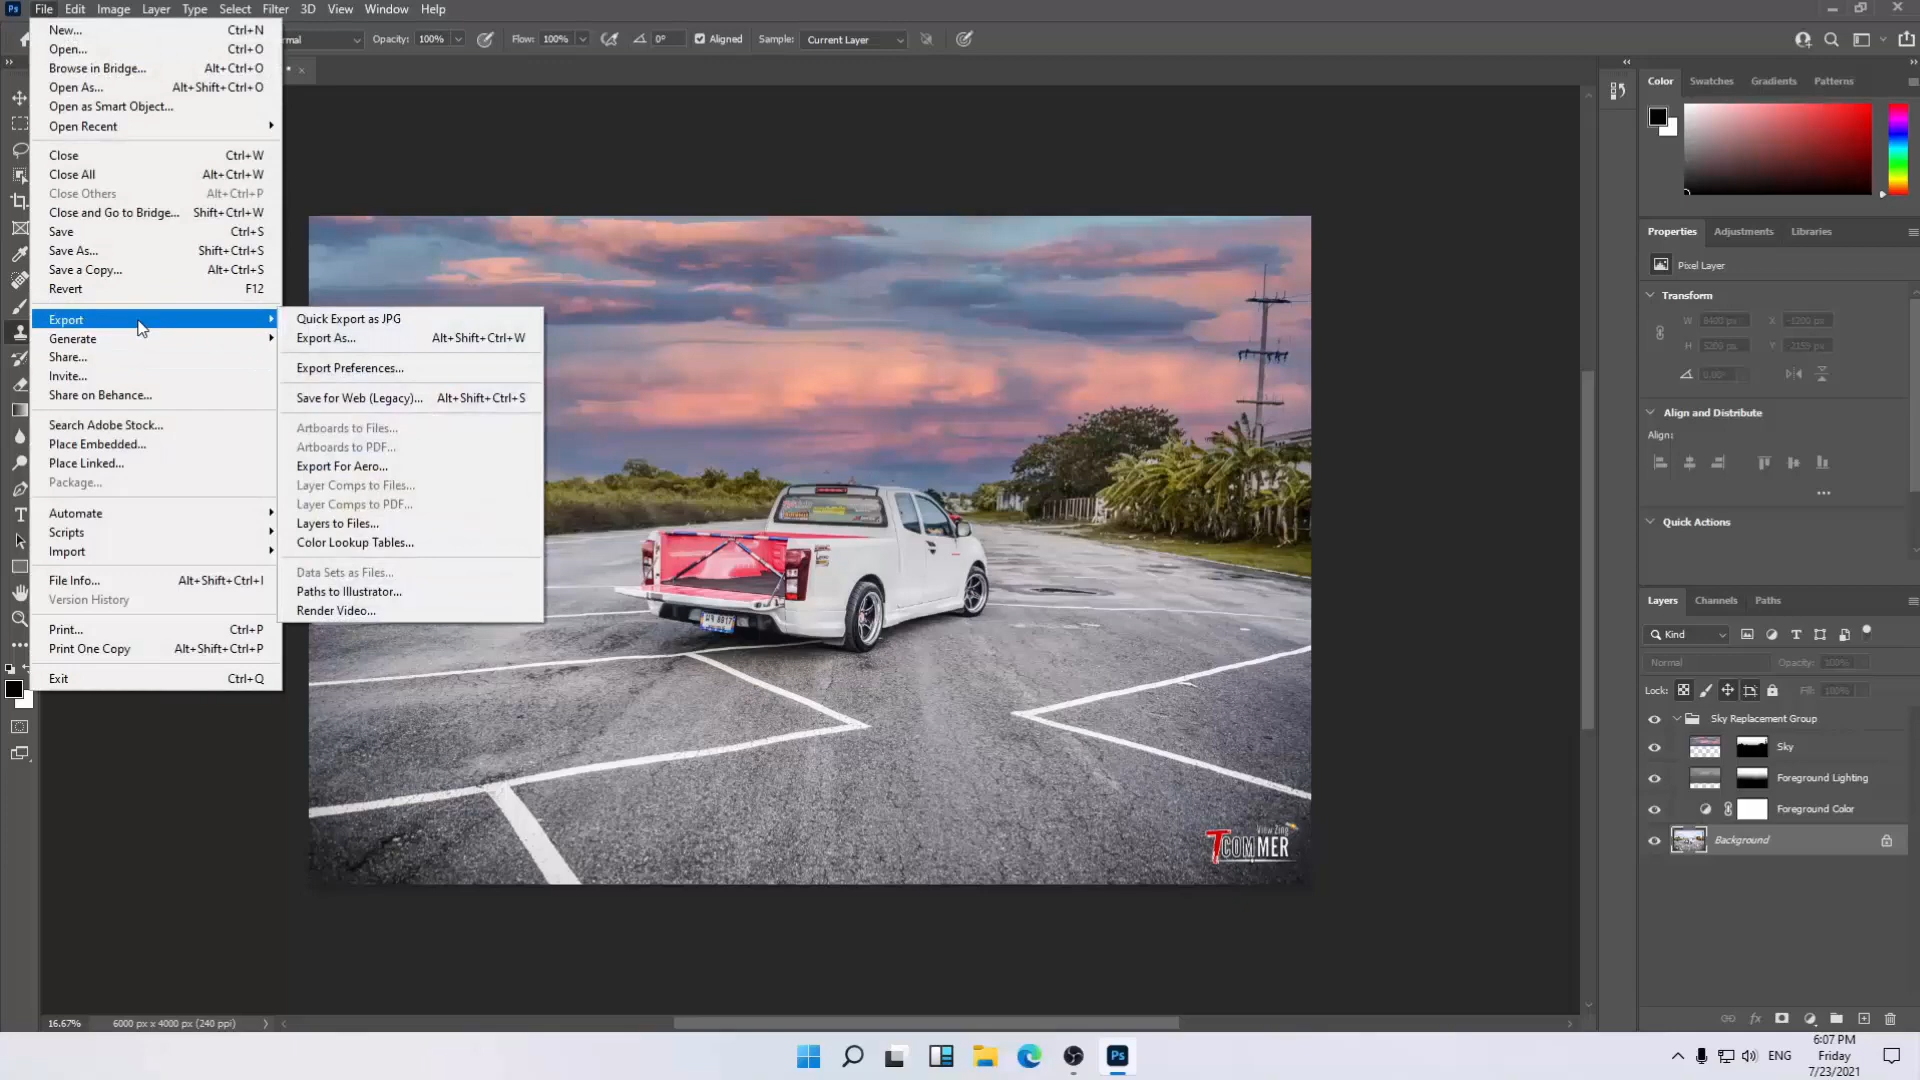 Ps File Edit Image Layer Type Select Filter 3D View Window Help
Opacity: 100% Flow: 100% 0° Aligned Sample: Current Layer
New... Ctrl+N
Open... Ctrl+O
Browse in Bridge... Alt+Ctrl+O
Open As... Alt+Shift+Ctrl+O
Open as Smart Object...
Open Recent
Close Ctrl+W
Close All Alt+Ctrl+W
Close Others Alt+Ctrl+P
Close and Go to Bridge... Shift+Ctrl+W
Save Ctrl+S
Save As... Shift+Ctrl+S
Save a Copy... Alt+Ctrl+S
Revert F12
Export
Generate
Share...
Invite...
Share on Behance...
Search Adobe Stock...
Place Embedded...
Place Linked...
Package...
Automate
Scripts
Import
File Info... Alt+Shift+Ctrl+I
Version History
Print... Ctrl+P
Print One Copy Alt+Shift+Ctrl+P
Exit Ctrl+Q
Quick Export as JPG
Export As... Alt+Shift+Ctrl+W
Export Preferences...
Save for Web (Legacy)... Alt+Shift+Ctrl+S
Artboards to Files...
Artboards to PDF...
Export For Aero...
Layer Comps to Files...
Layer Comps to PDF...
Layers to Files...
Color Lookup Tables...
Data Sets as Files...
Paths to Illustrator...
Render Video...
View Zing
TCOMMER
Color Swatches Gradients Patterns
Properties Adjustments Libraries
Pixel Layer
Transform
W X
H Y
0.00°
Align and Distribute
Align:
Quick Actions
Layers Channels Paths
Kind
Normal Opacity: 100%
Lock: Fill: 100%
Sky Replacement Group
Sky
Foreground Lighting
Foreground Color
Background
16.67% 6000 px x 4000 px (240 ppi)
Ps
ENG
6:07 PM
Friday
7/23/2021